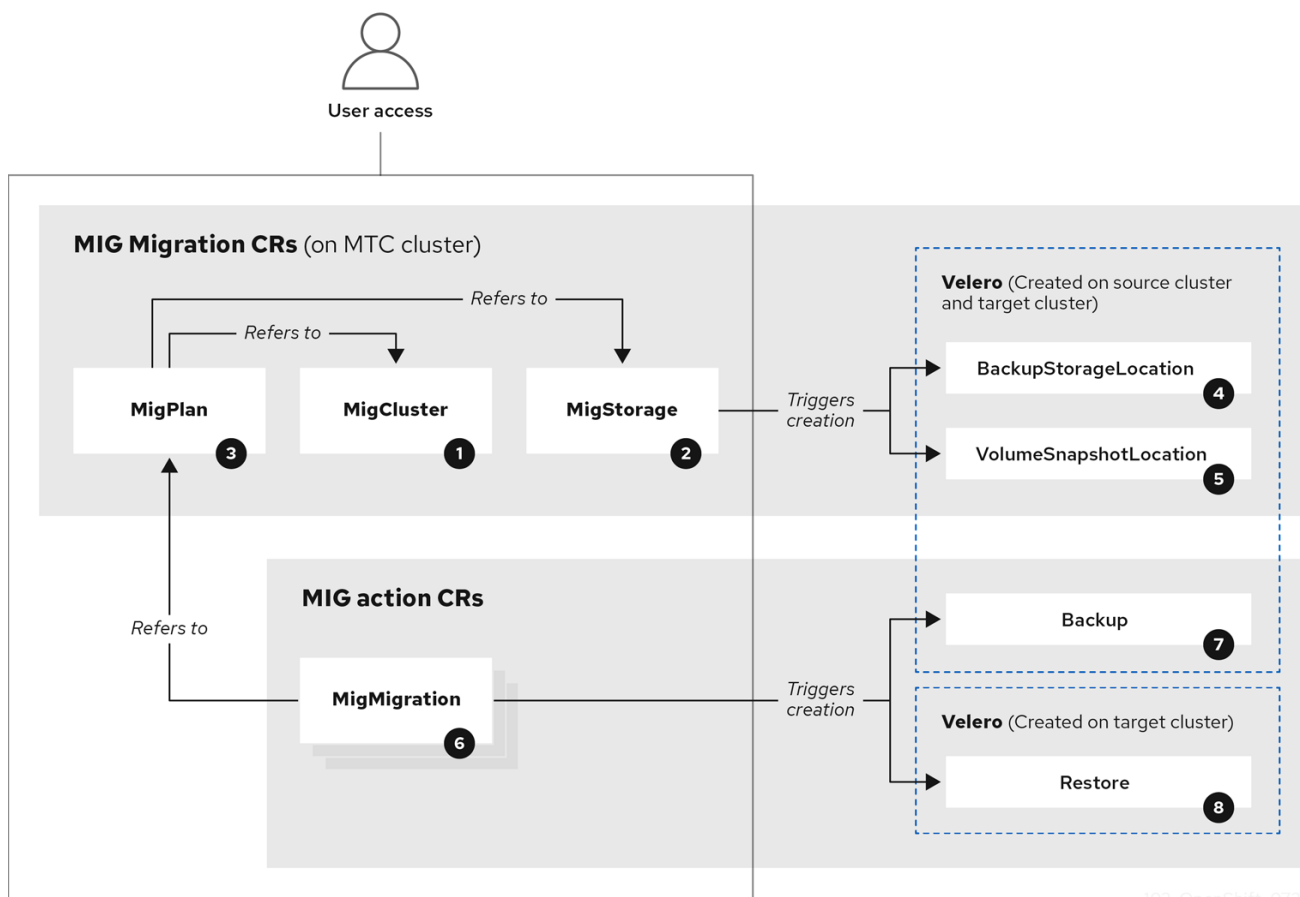 User access
MIG Migration CRs (on MTC cluster)
Refers to
Refers to
MigPlan
3
MigCluster
1
MigStorage
2
Triggers
creation
Velero (Created on source cluster
and target cluster)
BackupStorageLocation
4
VolumeSnapshotLocation
5
Refers to
MIG action CRs
MigMigration
6
Triggers
creation
Backup
7
Velero (Created on target cluster)
Restore
8